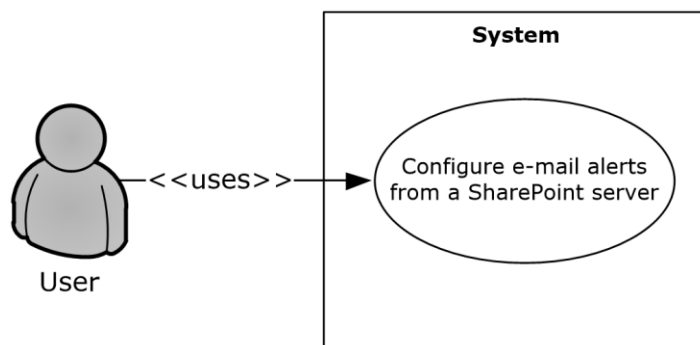 System
<<uses>>
Configure e-mail alerts
from a SharePoint server
User